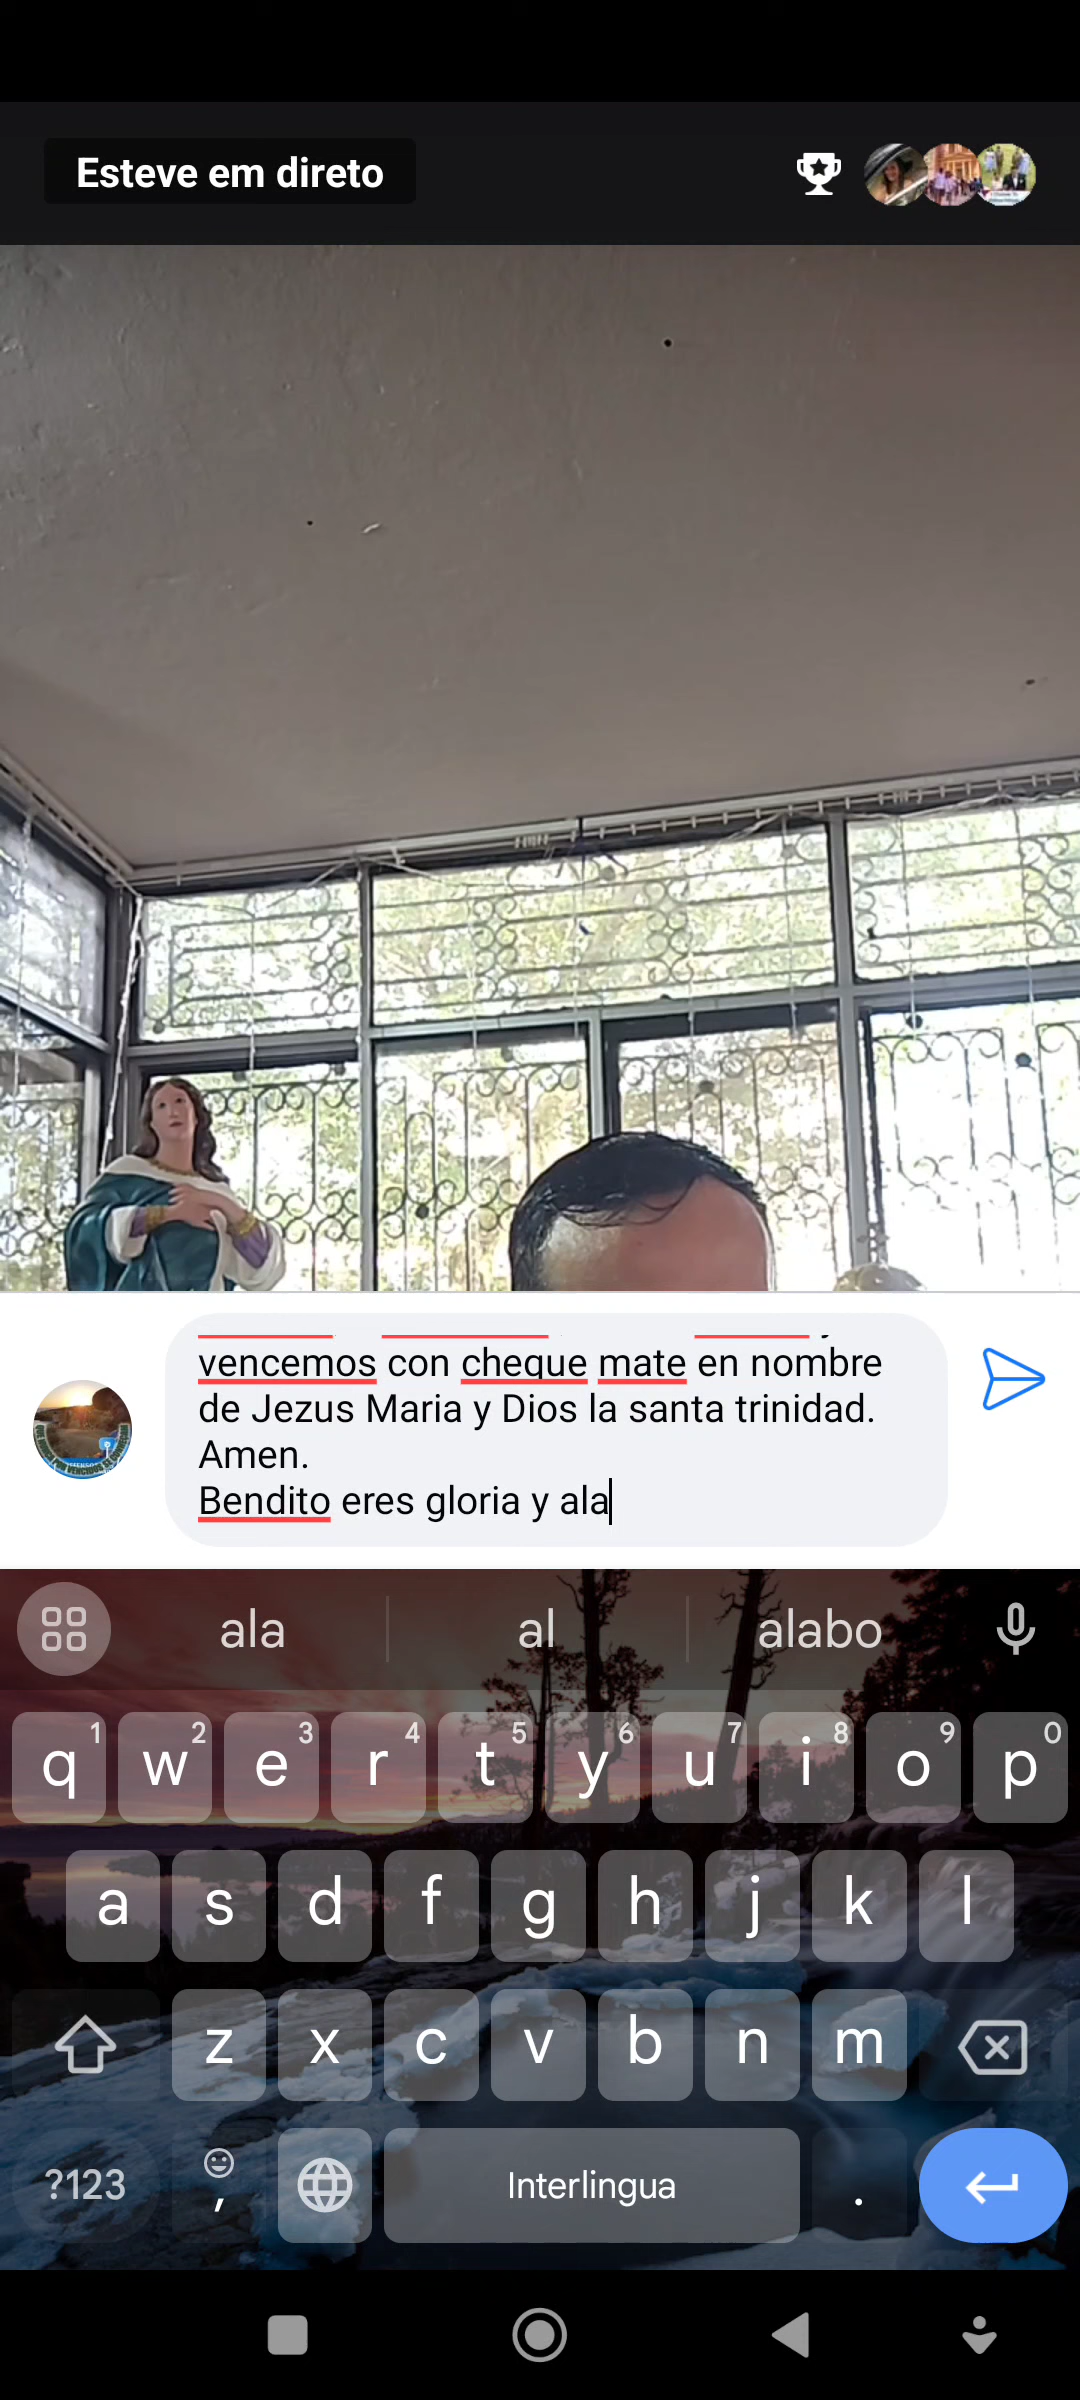 Esteve em direto
vencemos con cheque mate en nombre
de Jezus Maria y Dios la santa trinidad.
Amen.
Bendito eres gloria y ala
ala al alabo
1 2 3 4 5 6 7 8 9 0
q w e r t y u i o p
a s d f g h j k l
z x c v b n m
?123 , Interlingua .